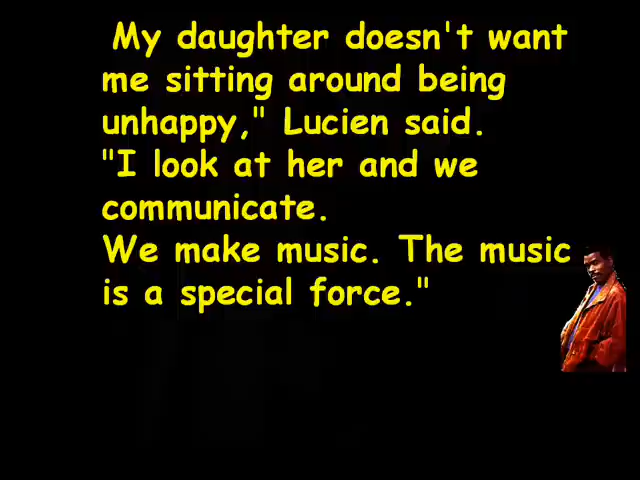 My daughter doesn't want
me sitting around being
unhappy," Lucien said.
"I look at her and we
communicate.
We make music. The music
is a special force."